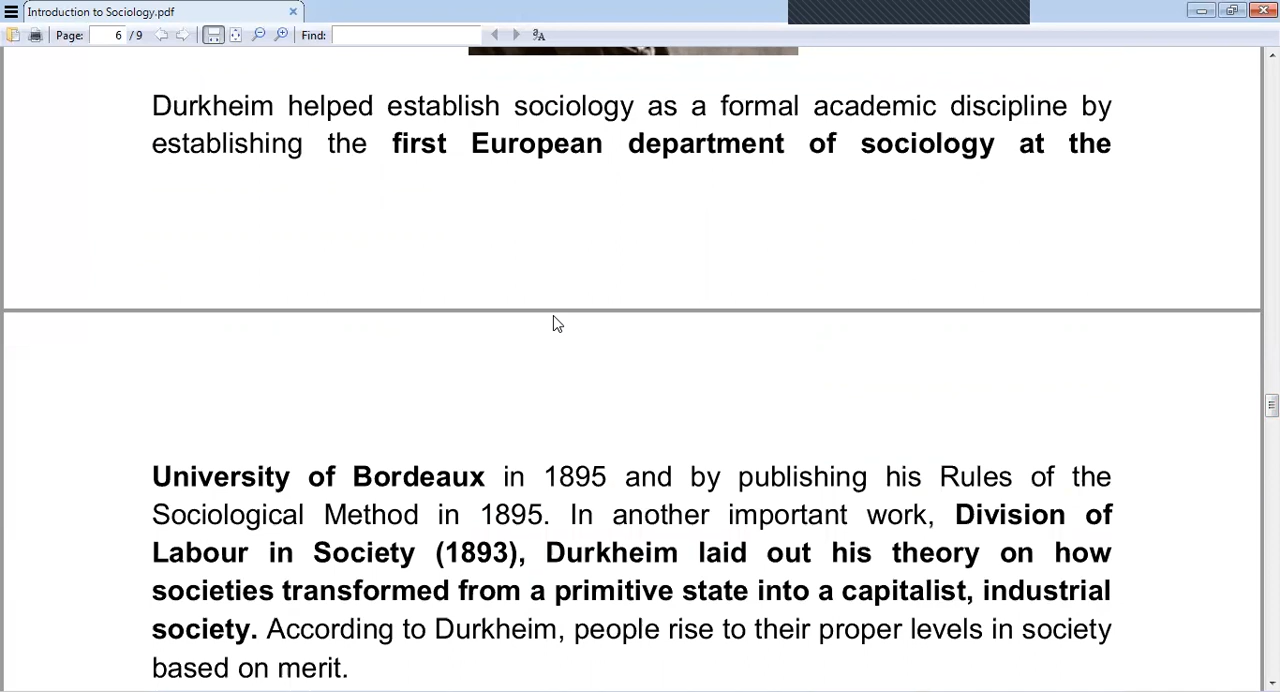 Introduction to Sociology.pdf
Page: 6 / 9 Find:
Durkheim helped establish sociology as a formal academic discipline by
establishing the first European department of sociology at the
University of Bordeaux in 1895 and by publishing his Rules of the
Sociological Method in 1895. In another important work, Division of
Labour in Society (1893), Durkheim laid out his theory on how
societies transformed from a primitive state into a capitalist, industrial
society. According to Durkheim, people rise to their proper levels in society
based on merit.